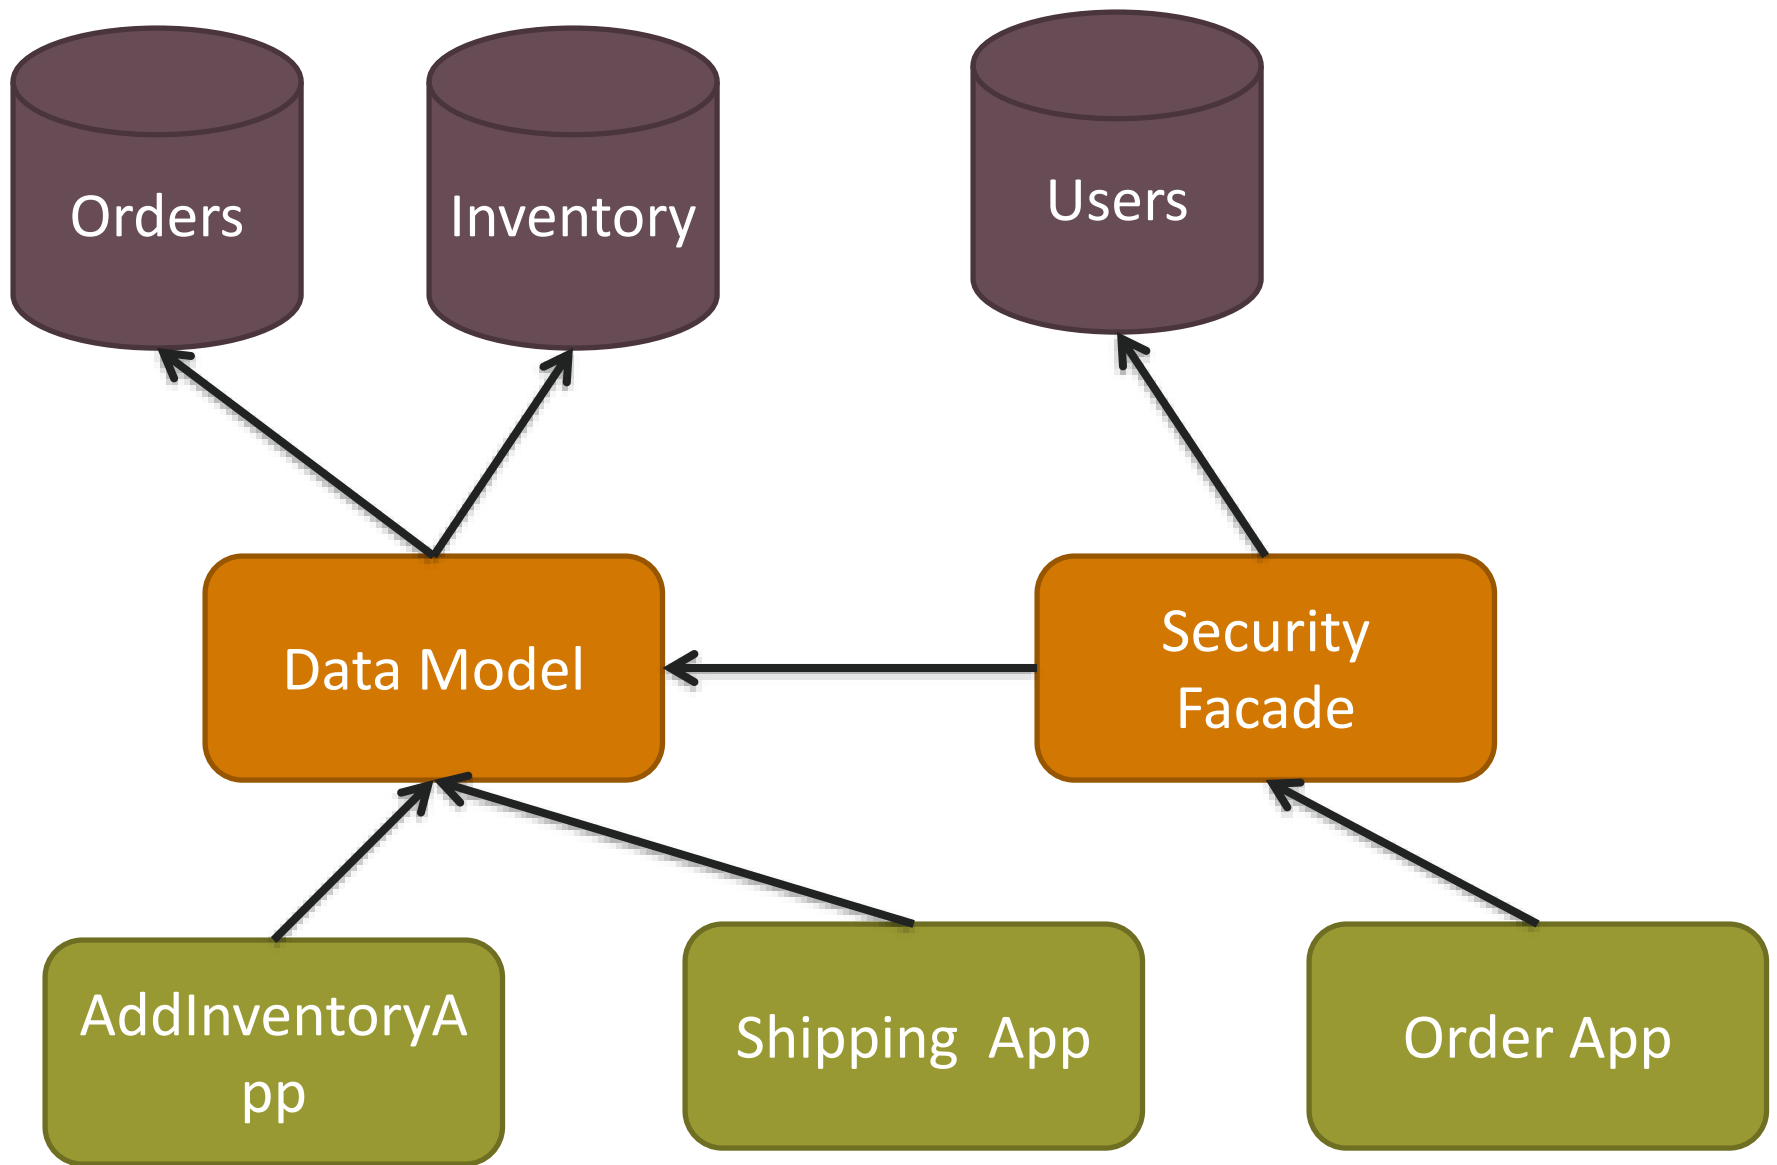 Orders
Inventory
Users
Data Model
Security
Facade
AddInventoryA
pp
Shipping  App
Order App